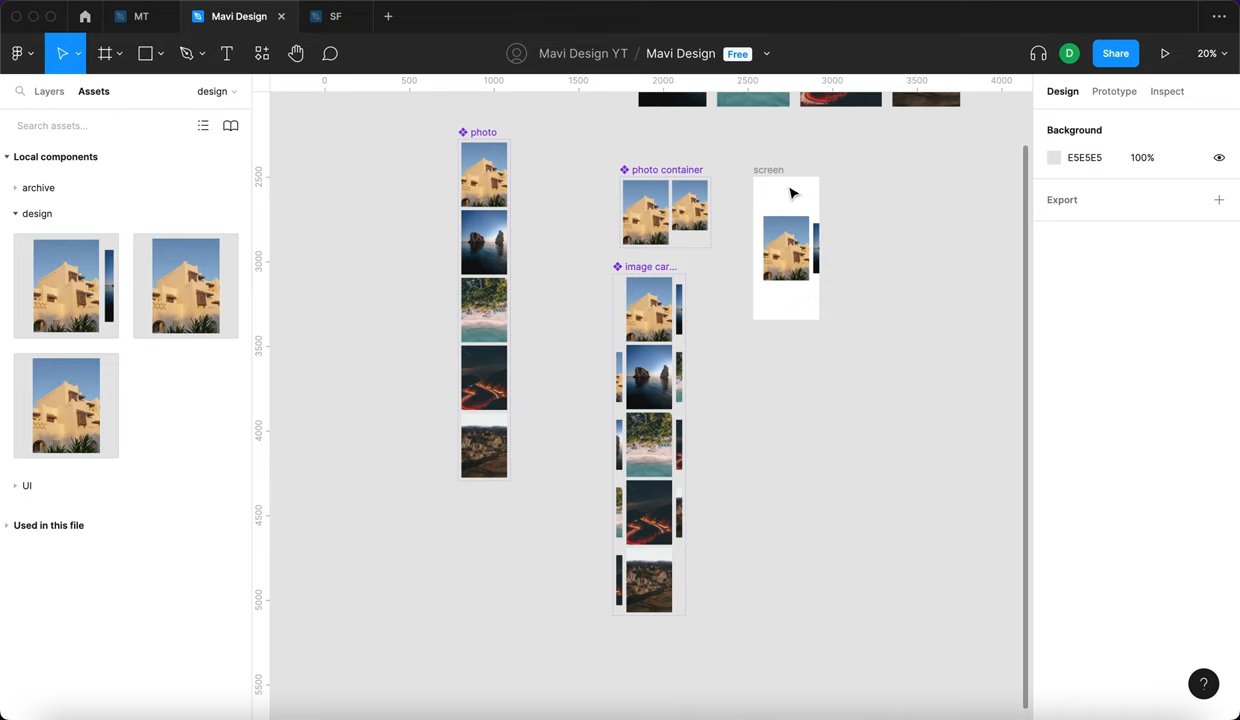 MT
Mavi Design
SF
Mavi Design YT / Mavi Design Free
D
Share
20%
Layers Assets design
Search assets...
Local components
archive
design
UI
Used in this file
0 500 1000 1500 2000 2500 3000 3500 4000
2500
3000
3500
4000
4500
5000
5500
photo
photo container
screen
image car...
Design Prototype Inspect
Background
E5E5E5 100%
Export
?